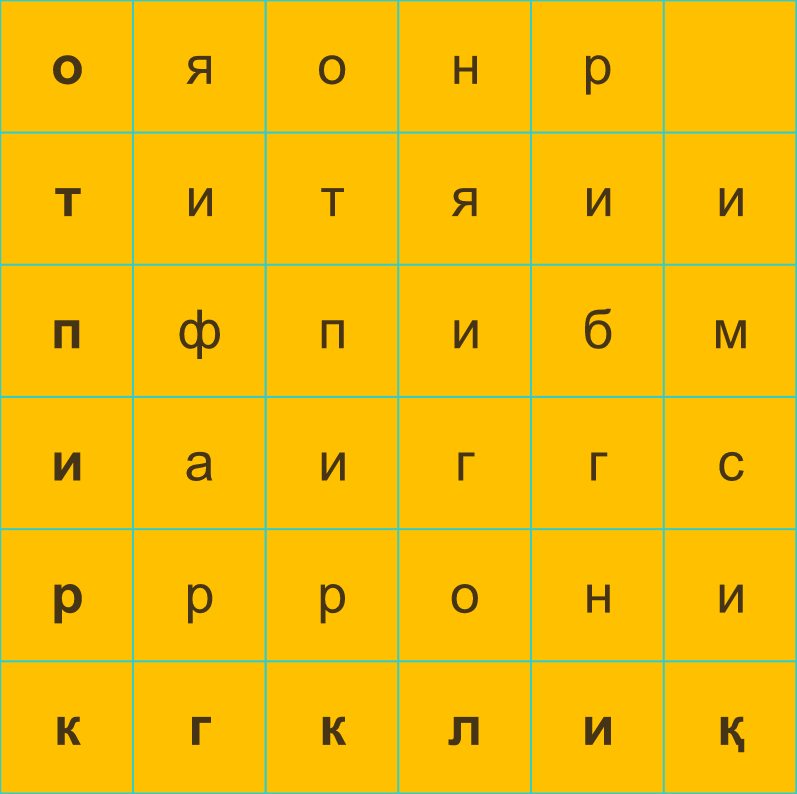 о я о н р
т и т я и и
п ф п и б м
и а и г г с
р р р о н и
к г к л и қ